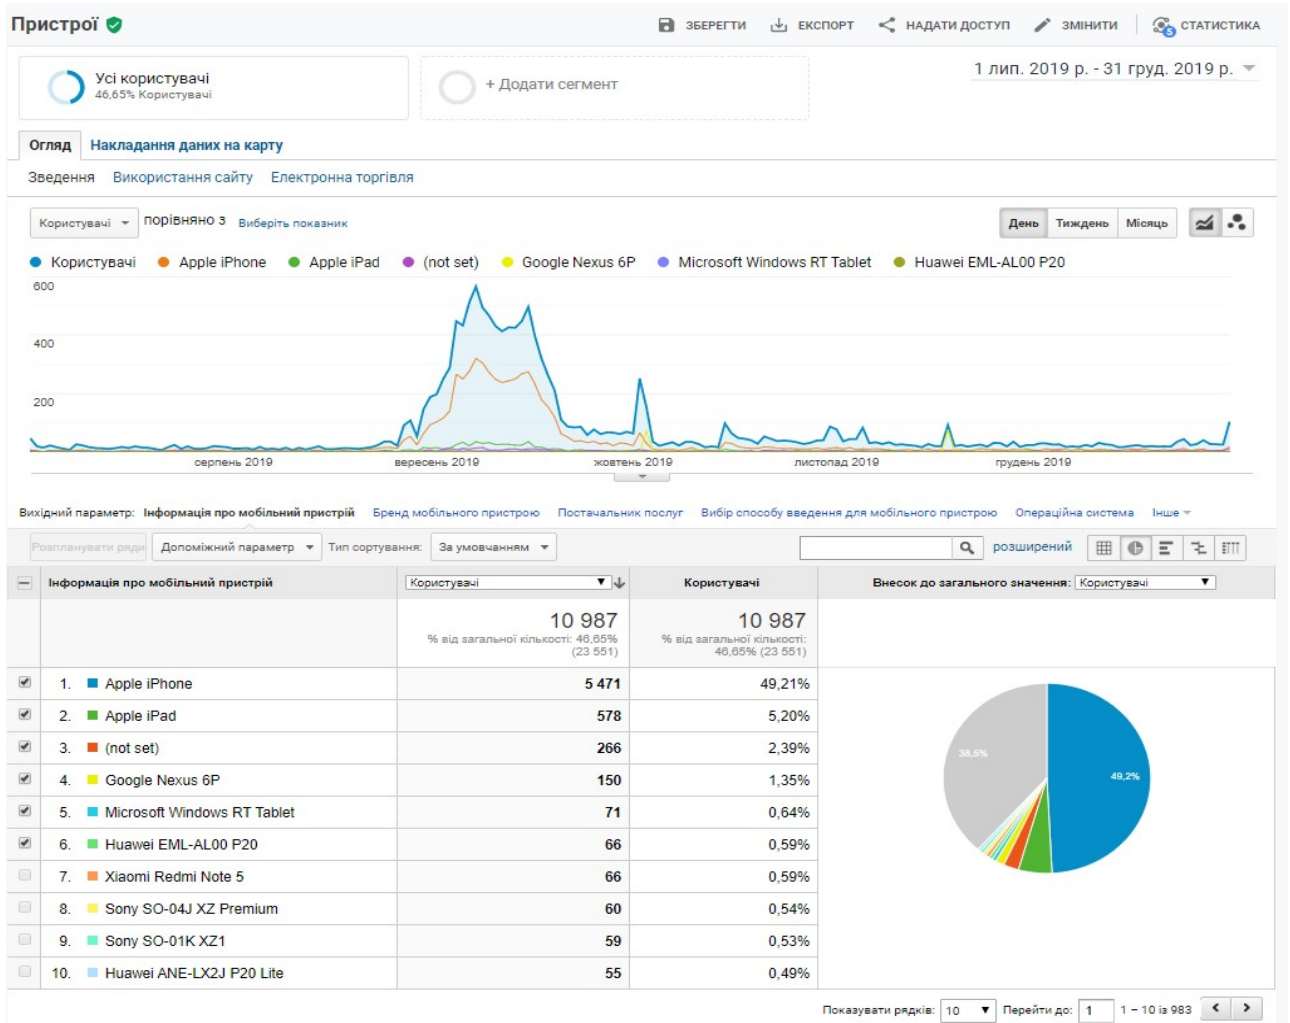 Пристрої
ЗБЕРЕГТИ ЕКСПОРТ НАДАТИ ДОСТУП ЗМІНИТИ 5 СТАТИСТИКА
Усі користувачі
46,65% Користувачі
+ Додати сегмент
1 лип. 2019 р. - 31 груд. 2019 р.
Огляд Накладання даних на карту
Зведення Використання сайту Електронна торгівля
Користувачі порівняно з Виберіть показник
День Тиждень Місяць
Користувачі Apple iPhone Apple iPad (not set) Google Nexus 6P Microsoft Windows RT Tablet Huawei EML-AL00 P20
600
400
200
серпень 2019 вересень 2019 жовтень 2019 листопад 2019 грудень 2019
Вихідний параметр: Інформація про мобільний пристрій Бренд мобільного пристрою Постачальник послуг Вибір способу введення для мобільного пристрою Операційна система Інше
Розпланувати ряди Допоміжний параметр Тип сортування: За умовчанням розширений
Інформація про мобільний пристрій Користувачі Користувачі Внесок до загального значення: Користувачі
10 987 10 987
% від загальної кількості: 46,65% (23 551) % від загальної кількості: 46,65% (23 551)
1. Apple iPhone 5 471 49,21%
2. Apple iPad 578 5,20%
3. (not set) 266 2,39%
4. Google Nexus 6P 150 1,35%
5. Microsoft Windows RT Tablet 71 0,64%
6. Huawei EML-AL00 P20 66 0,59%
7. Xiaomi Redmi Note 5 66 0,59%
8. Sony SO-04J XZ Premium 60 0,54%
9. Sony SO-01K XZ1 59 0,53%
10. Huawei ANE-LX2J P20 Lite 55 0,49%
38,5%
49,2%
Показувати рядків: 10 Перейти до: 1 1 – 10 із 983